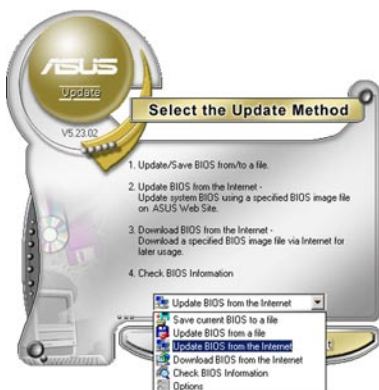 ASUS
Update
V5.23.02
Select the Update Method
1. Update/Save BIOS from/to a file.
2. Update BIOS from the Internet -
Update system BIOS using a specified BIOS image file
on ASUS Web Site.
3. Download BIOS from the Internet -
Download a specified BIOS image file via Internet for
later usage.
4. Check BIOS Information
Update BIOS from the Internet
Save current BIOS to a file
Update BIOS from a file
Update BIOS from the Internet
Download BIOS from the Internet
Check BIOS Information
Options